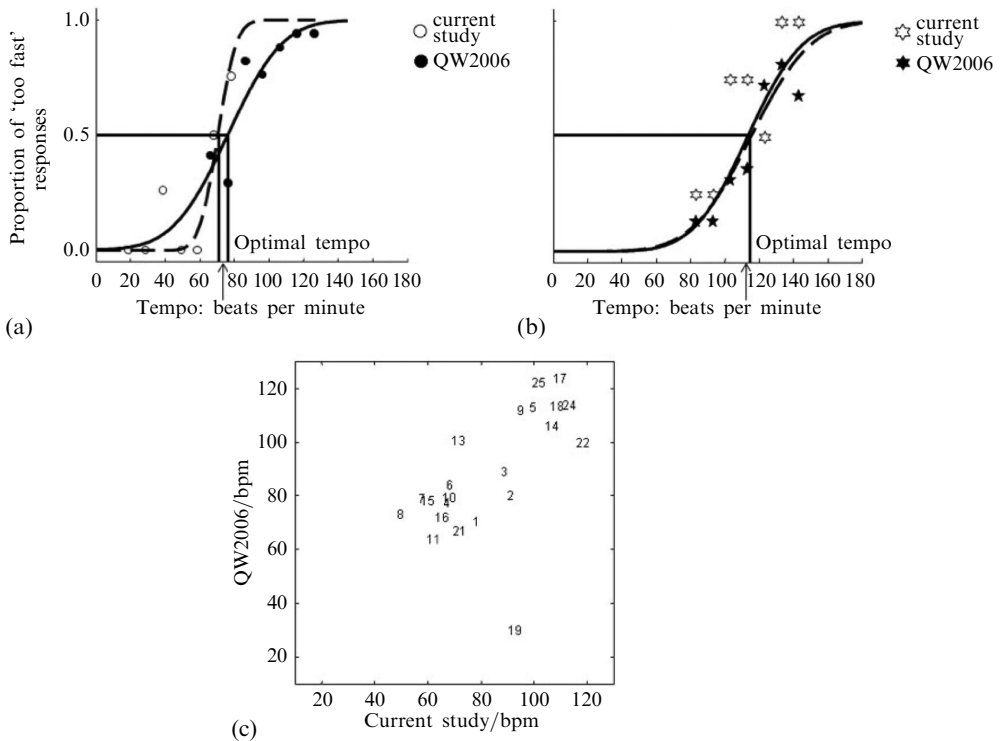 Proportion of ‘too fast’
responses
1.0
0.5
0.0
current
study
QW2006
Optimal tempo
0 20 40 60 80 100 120 140 160 180
Tempo: beats per minute
(a)
current
study
QW2006
Optimal tempo
0 20 40 60 80 100 120 140 160 180
Tempo: beats per minute
(b)
QW2006/bpm
120
100
80
60
40
20
25 17
9 5 18 24
14
13 22
3
6
7 15 10 2
4
8 16 1
21
11
19
20 40 60 80 100 120
Current study/bpm
(c)